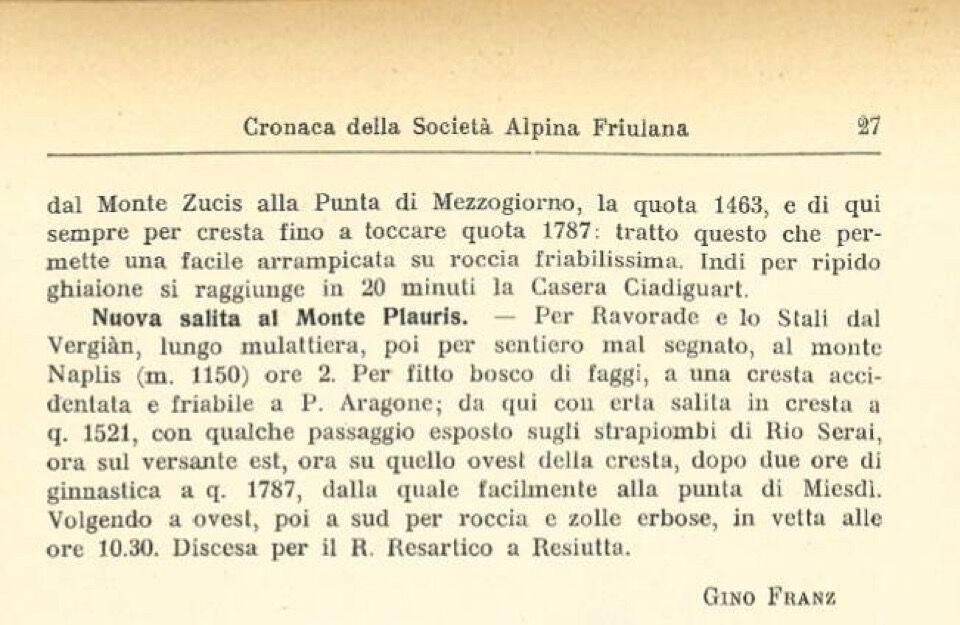 Cronaca della Società Alpina Friulana 27
dal Monte Zucis alla Punta di Mezzogiorno, la quota 1463, e di qui
sempre per cresta fino a toccare quota 1787: tratto questo che per-
mette una facile arrampicata su roccia friabilissima. Indi per ripido
ghiaione si raggiunge in 20 minuti la Casera Ciadiguart.
Nuova salita al Monte Plauris. — Per Ravorade e lo Stali dal
Vergiàn, lungo mulattiera, poi per sentiero mal segnato, al monte
Naplis (m. 1150) ore 2. Per fitto bosco di faggi, a una cresta acci-
dentata e friabile a P. Aragone; da qui con erta salita in cresta a
q. 1521, con qualche passaggio esposto sugli strapiombi di Rio Serai,
ora sul versante est, ora su quello ovest della cresta, dopo due ore di
ginnastica a q. 1787, dalla quale facilmente alla punta di Miesdì.
Volgendo a ovest, poi a sud per roccia e zolle erbose, in vetta alle
ore 10.30. Discesa per il R. Resartico a Resiutta.
Gino Franz